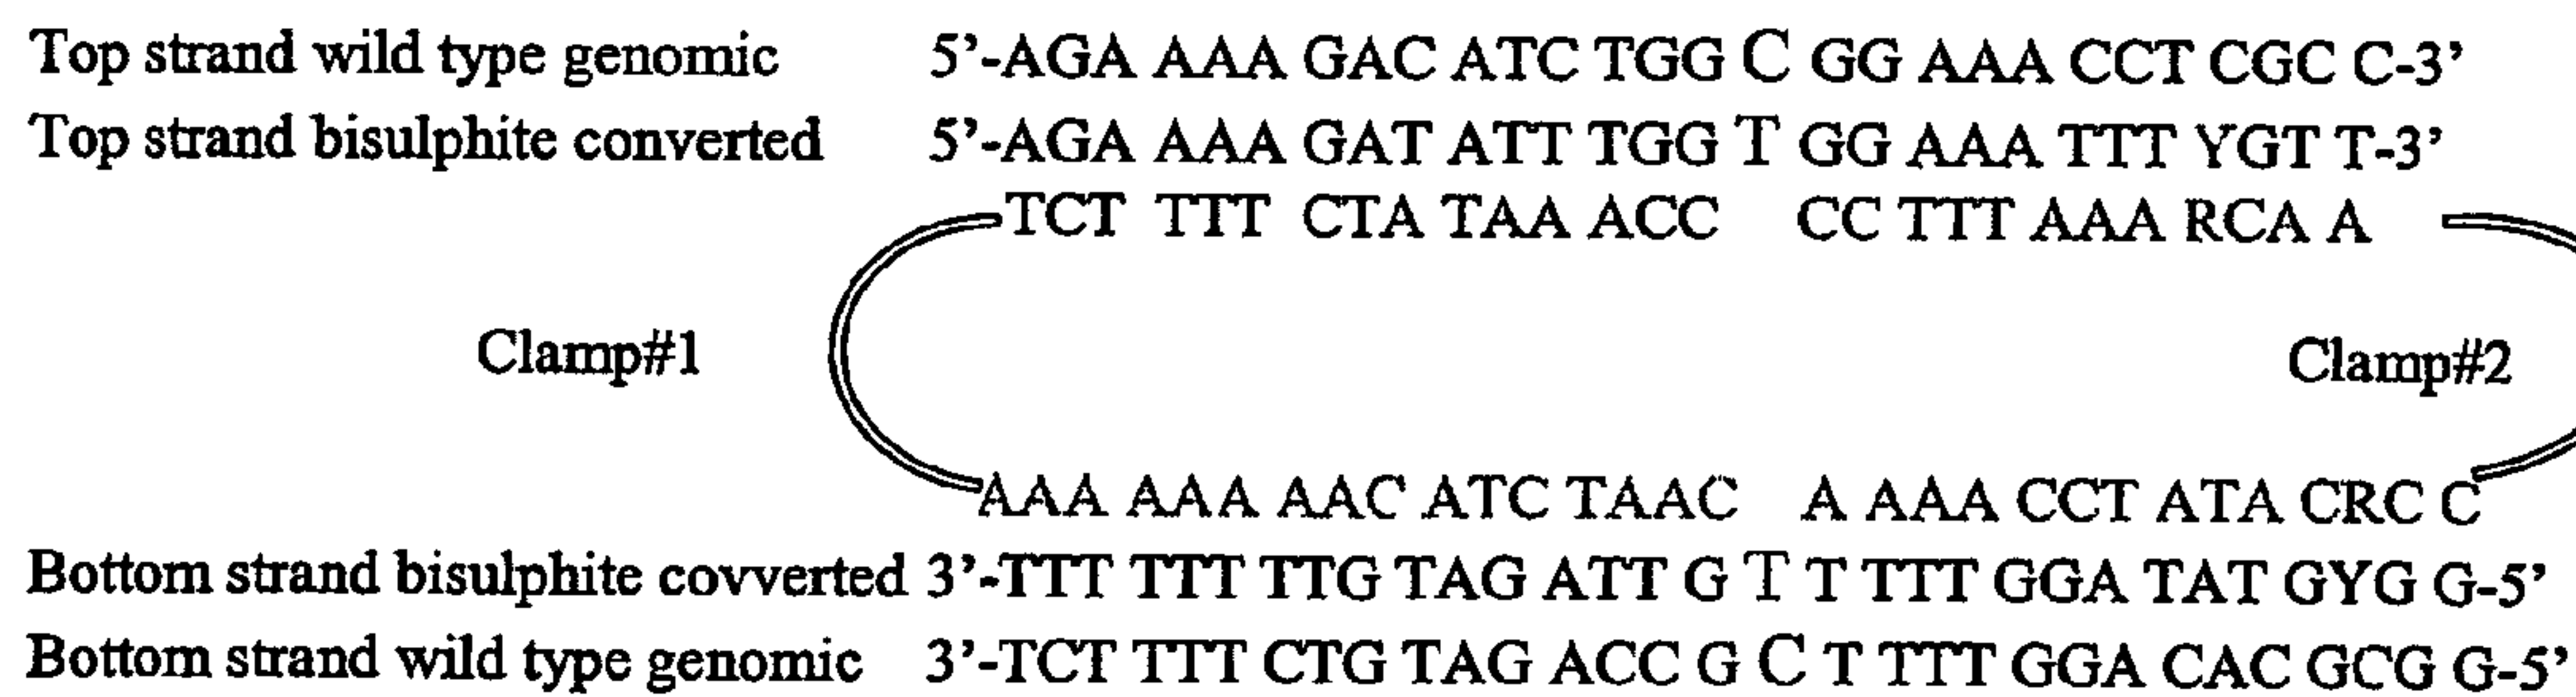 Top strand wild type genomic 5’-AGA AAA GAC ATC TGG C GG AAA CCT CGC C-3’
Top strand bisulphite converted 5’-AGA AAA GAT ATT TGG T GG AAA TTT YGT T-3’
TCT TTT CTA TAA ACC CC TTT AAA RCA A
Clamp#1 Clamp#2
AAA AAA AAC ATC TAAC A AAA CCT ATA CRC C
Bottom strand bisulphite covverted 3’-TTT TTT TTG TAG ATT G T T TTT GGA TAT GYG G-5’
Bottom strand wild type genomic 3’-TCT TTT CTG TAG ACC G C T TTT GGA CAC GCG G-5’